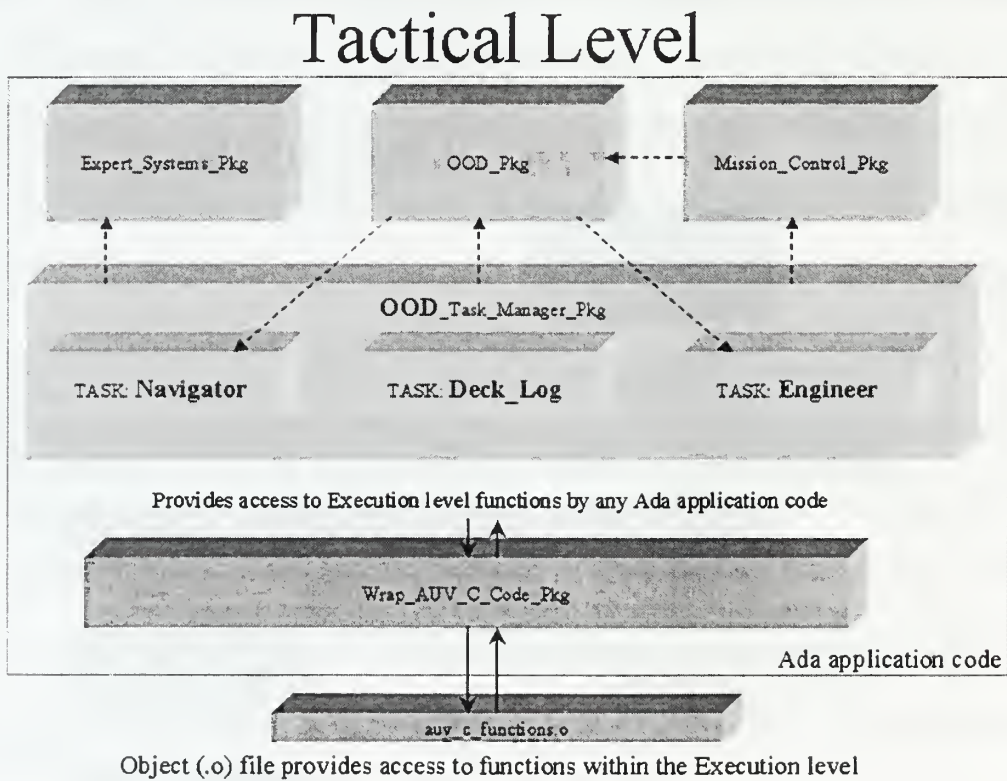 Tactical Level
Expert_Systems_Pkg
OOD_Pkg
Mission_Control_Pkg
OOD_Task_Manager_Pkg
TASK: Navigator
TASK: Deck_Log
TASK: Engineer
Provides access to Execution level functions by any Ada application code
Wrap_AUV_C_Code_Pkg
Ada application code
auv_c_functions.o
Object (.o) file provides access to functions within the Execution level